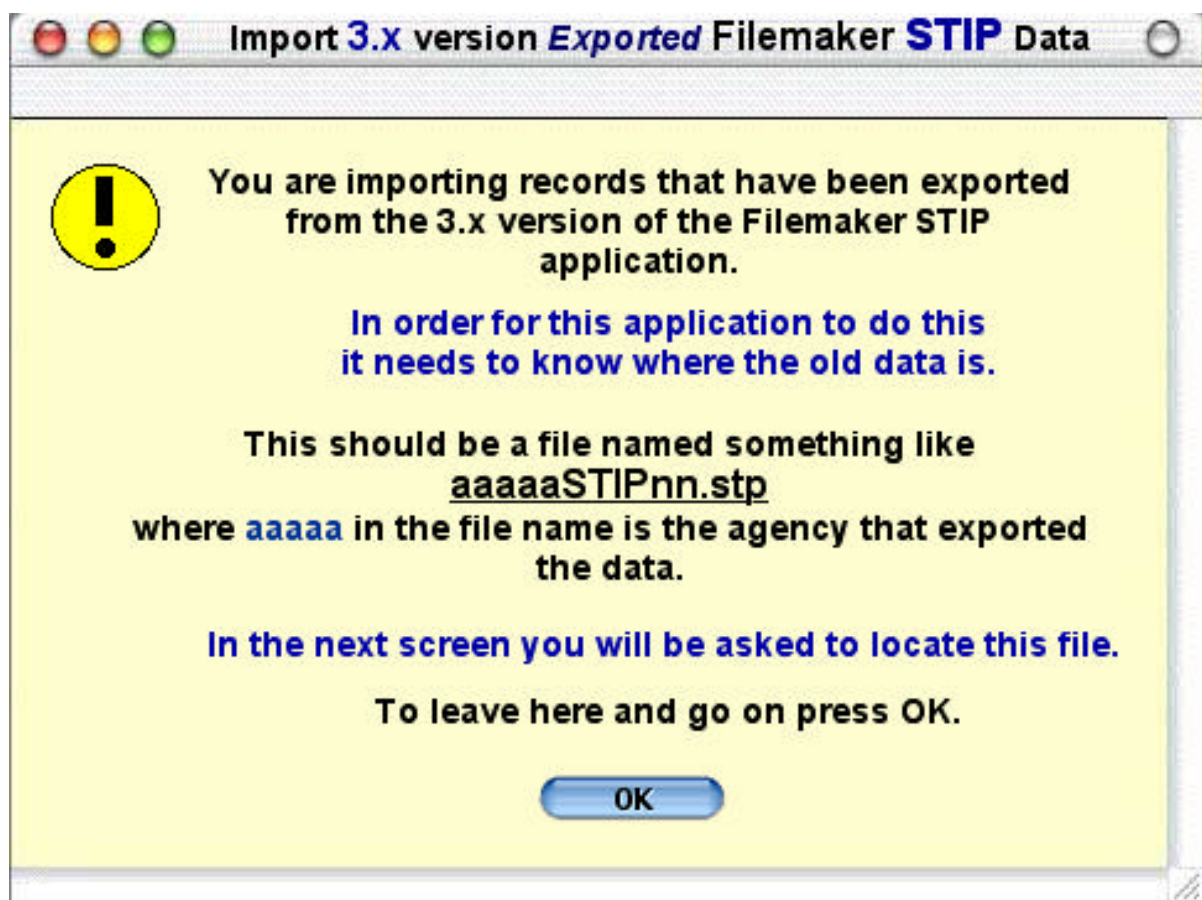 Import 3.x version Exported Filemaker STIP Data
You are importing records that have been exported
from the 3.x version of the Filemaker STIP
application.
In order for this application to do this
it needs to know where the old data is.
This should be a file named something like
aaaaaSTIPnn.stp
where aaaaa in the file name is the agency that exported
the data.
In the next screen you will be asked to locate this file.
To leave here and go on press OK.
OK